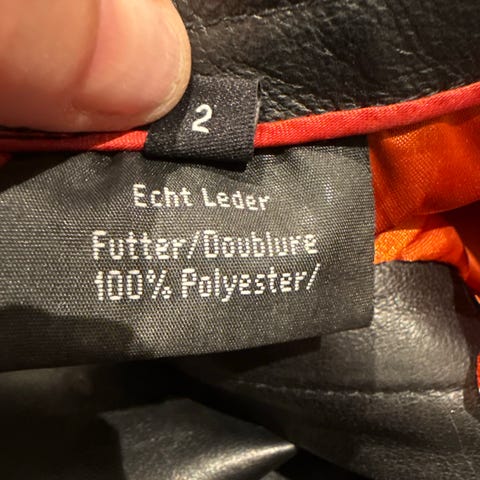 2
Echt Leder
Futter/Doublure
100% Polyester/